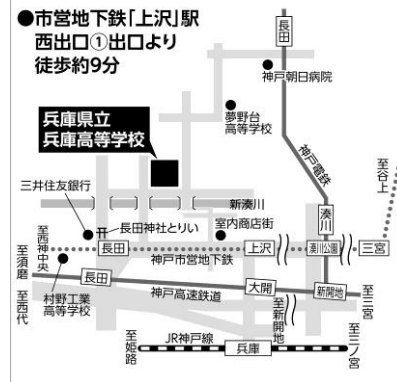 ●市営地下鉄「上沢」駅
西出口①出口より
徒歩約9分
長田
神戸朝日病院
夢野台
高等学校
兵庫県立
兵庫高等学校
神戸電鉄
至谷上
三井住友銀行
新湊川
長田神社とりい
室内商店街
湊川
至西神中央
長田
上沢
湊川公園
三宮
神戸市営地下鉄
至須磨
至西代
長田
大開
新開地
神戸高速鉄道
村野工業
高等学校
至新開地
至三宮
JR神戸線
至姫路
兵庫
至三ノ宮